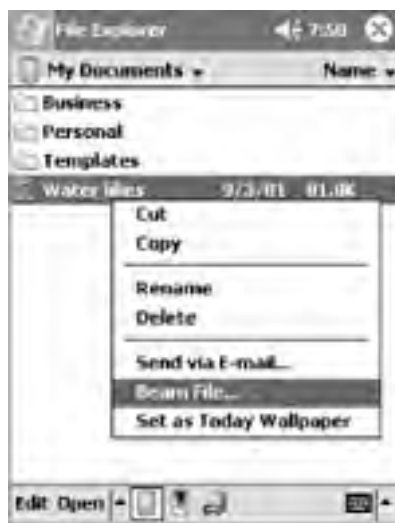 File Explorer 7:50
My Documents Name
Business
Personal
Templates
Water lilies 9/3/01 81.0K
Cut
Copy
Rename
Delete
Send via E-mail...
Beam File...
Set as Today Wallpaper
Edit Open